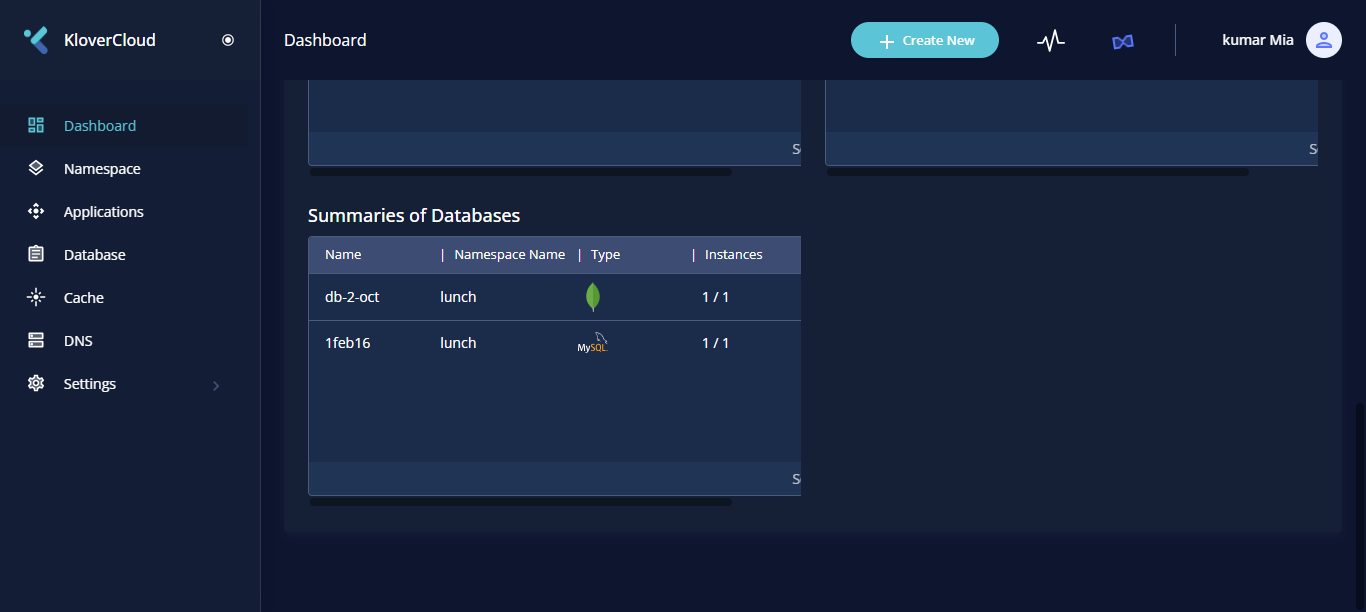 KloverCloud
Dashboard
Create New
kumar Mia
Dashboard
Namespace
Applications
Database
Cache
DNS
Settings
Summaries of Databases
Name | Namespace Name | Type | Instances
db-2-oct lunch 1 / 1
1feb16 lunch MySQL 1 / 1